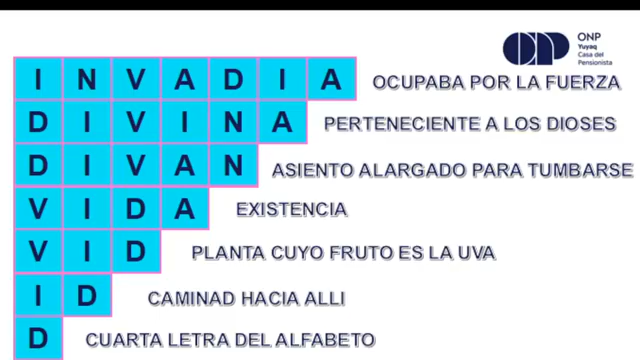 ONP
Yuyaq
Casa del
Pensionista
INVADIA OCUPABA POR LA FUERZA
DIVINA PERTENECIENTE A LOS DIOSES
DIVAN ASIENTO ALARGADO PARA TUMBARSE
VIDA EXISTENCIA
VID PLANTA CUYO FRUTO ES LA UVA
ID CAMINAD HACIA ALLI
D CUARTA LETRA DEL ALFABETO